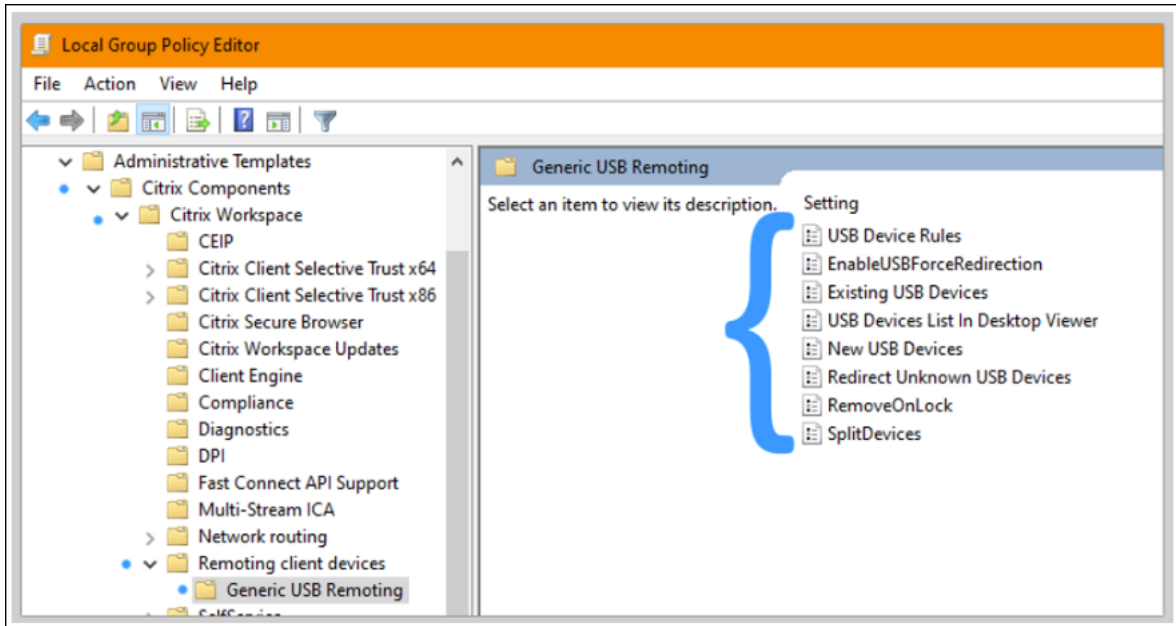 Local Group Policy Editor
File Action View Help
Administrative Templates
Citrix Components
Citrix Workspace
CEIP
Citrix Client Selective Trust x64
Citrix Client Selective Trust x86
Citrix Secure Browser
Citrix Workspace Updates
Client Engine
Compliance
Diagnostics
DPI
Fast Connect API Support
Multi-Stream ICA
Network routing
Remoting client devices
Generic USB Remoting
Generic USB Remoting
Select an item to view its description.
Setting
USB Device Rules
EnableUSBForceRedirection
Existing USB Devices
USB Devices List In Desktop Viewer
New USB Devices
Redirect Unknown USB Devices
RemoveOnLock
SplitDevices